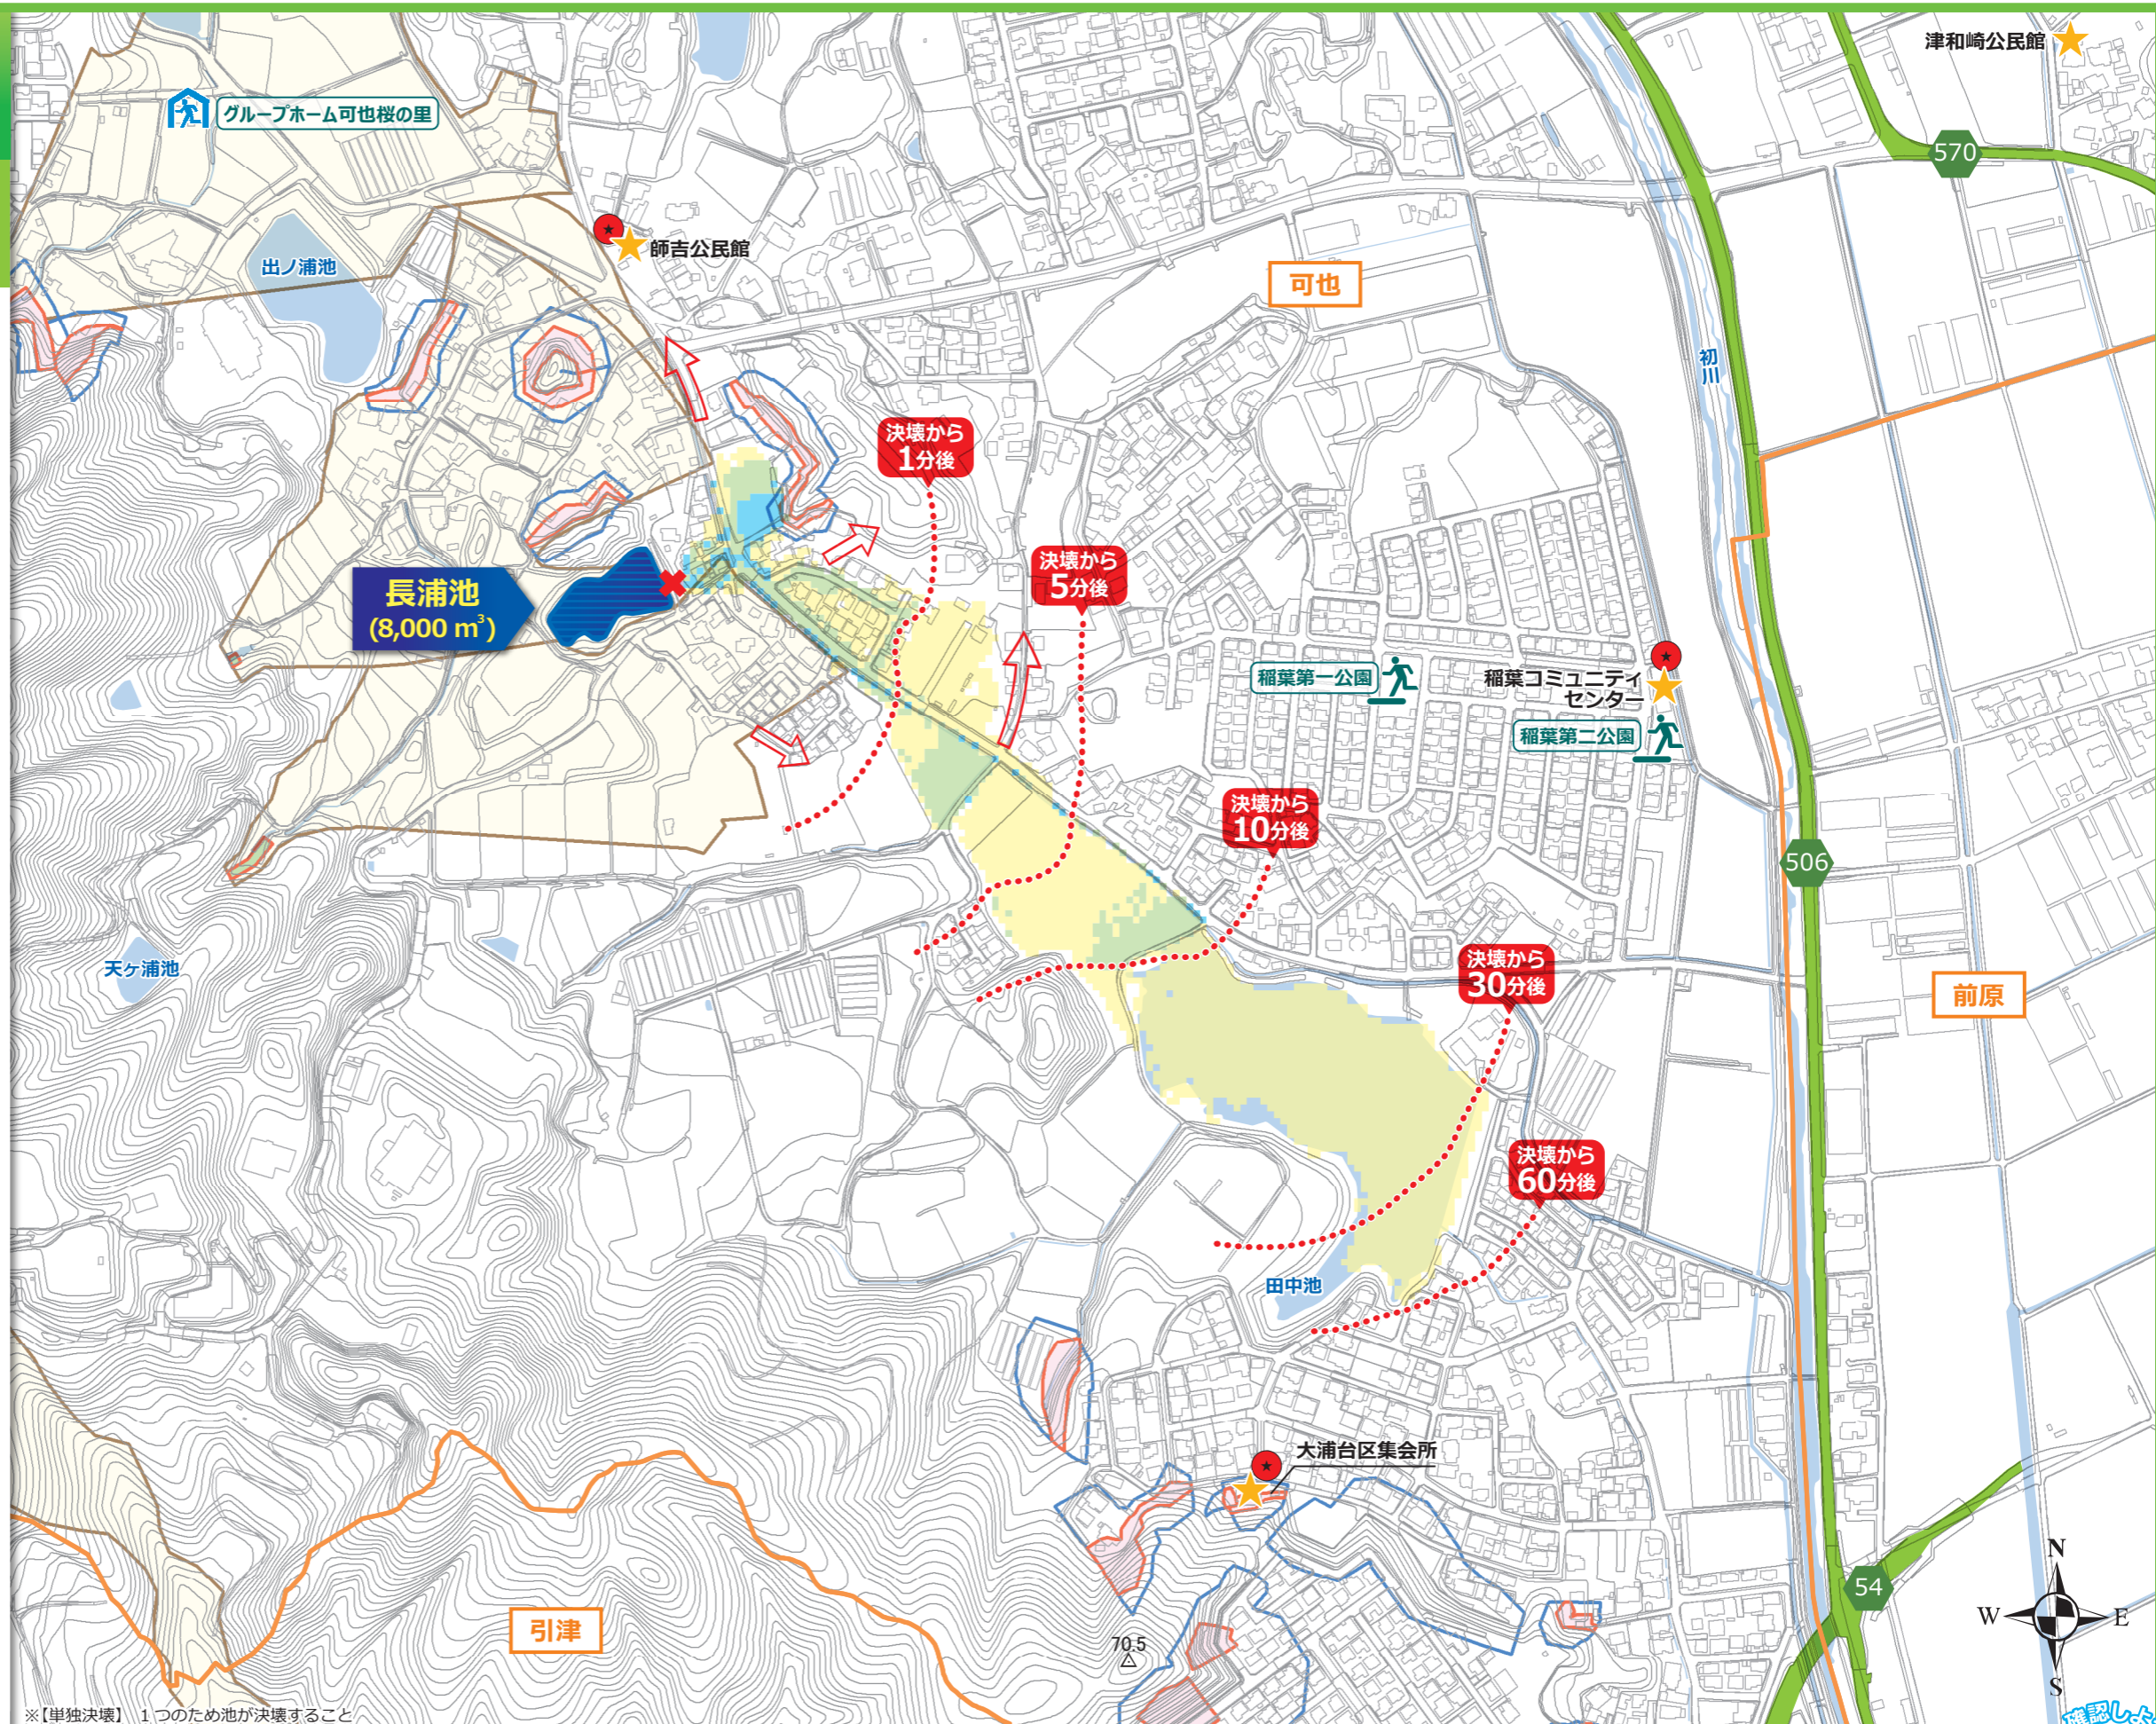 津和崎公民館
グループホーム可也桜の里
570
師吉公民館
出ノ浦池
可也
初川
決壊から
1分後
決壊から
5分後
長浦池
(8,000 m³)
稲葉第一公園
稲葉コミュニティ
センター
稲葉第二公園
決壊から
10分後
506
天ヶ浦池
決壊から
30分後
前原
決壊から
60分後
田中池
大浦台区集会所
54
引津
70.5
N
W
E
S
※【単独決壊】 1つのため池が決壊すること
確認しよ